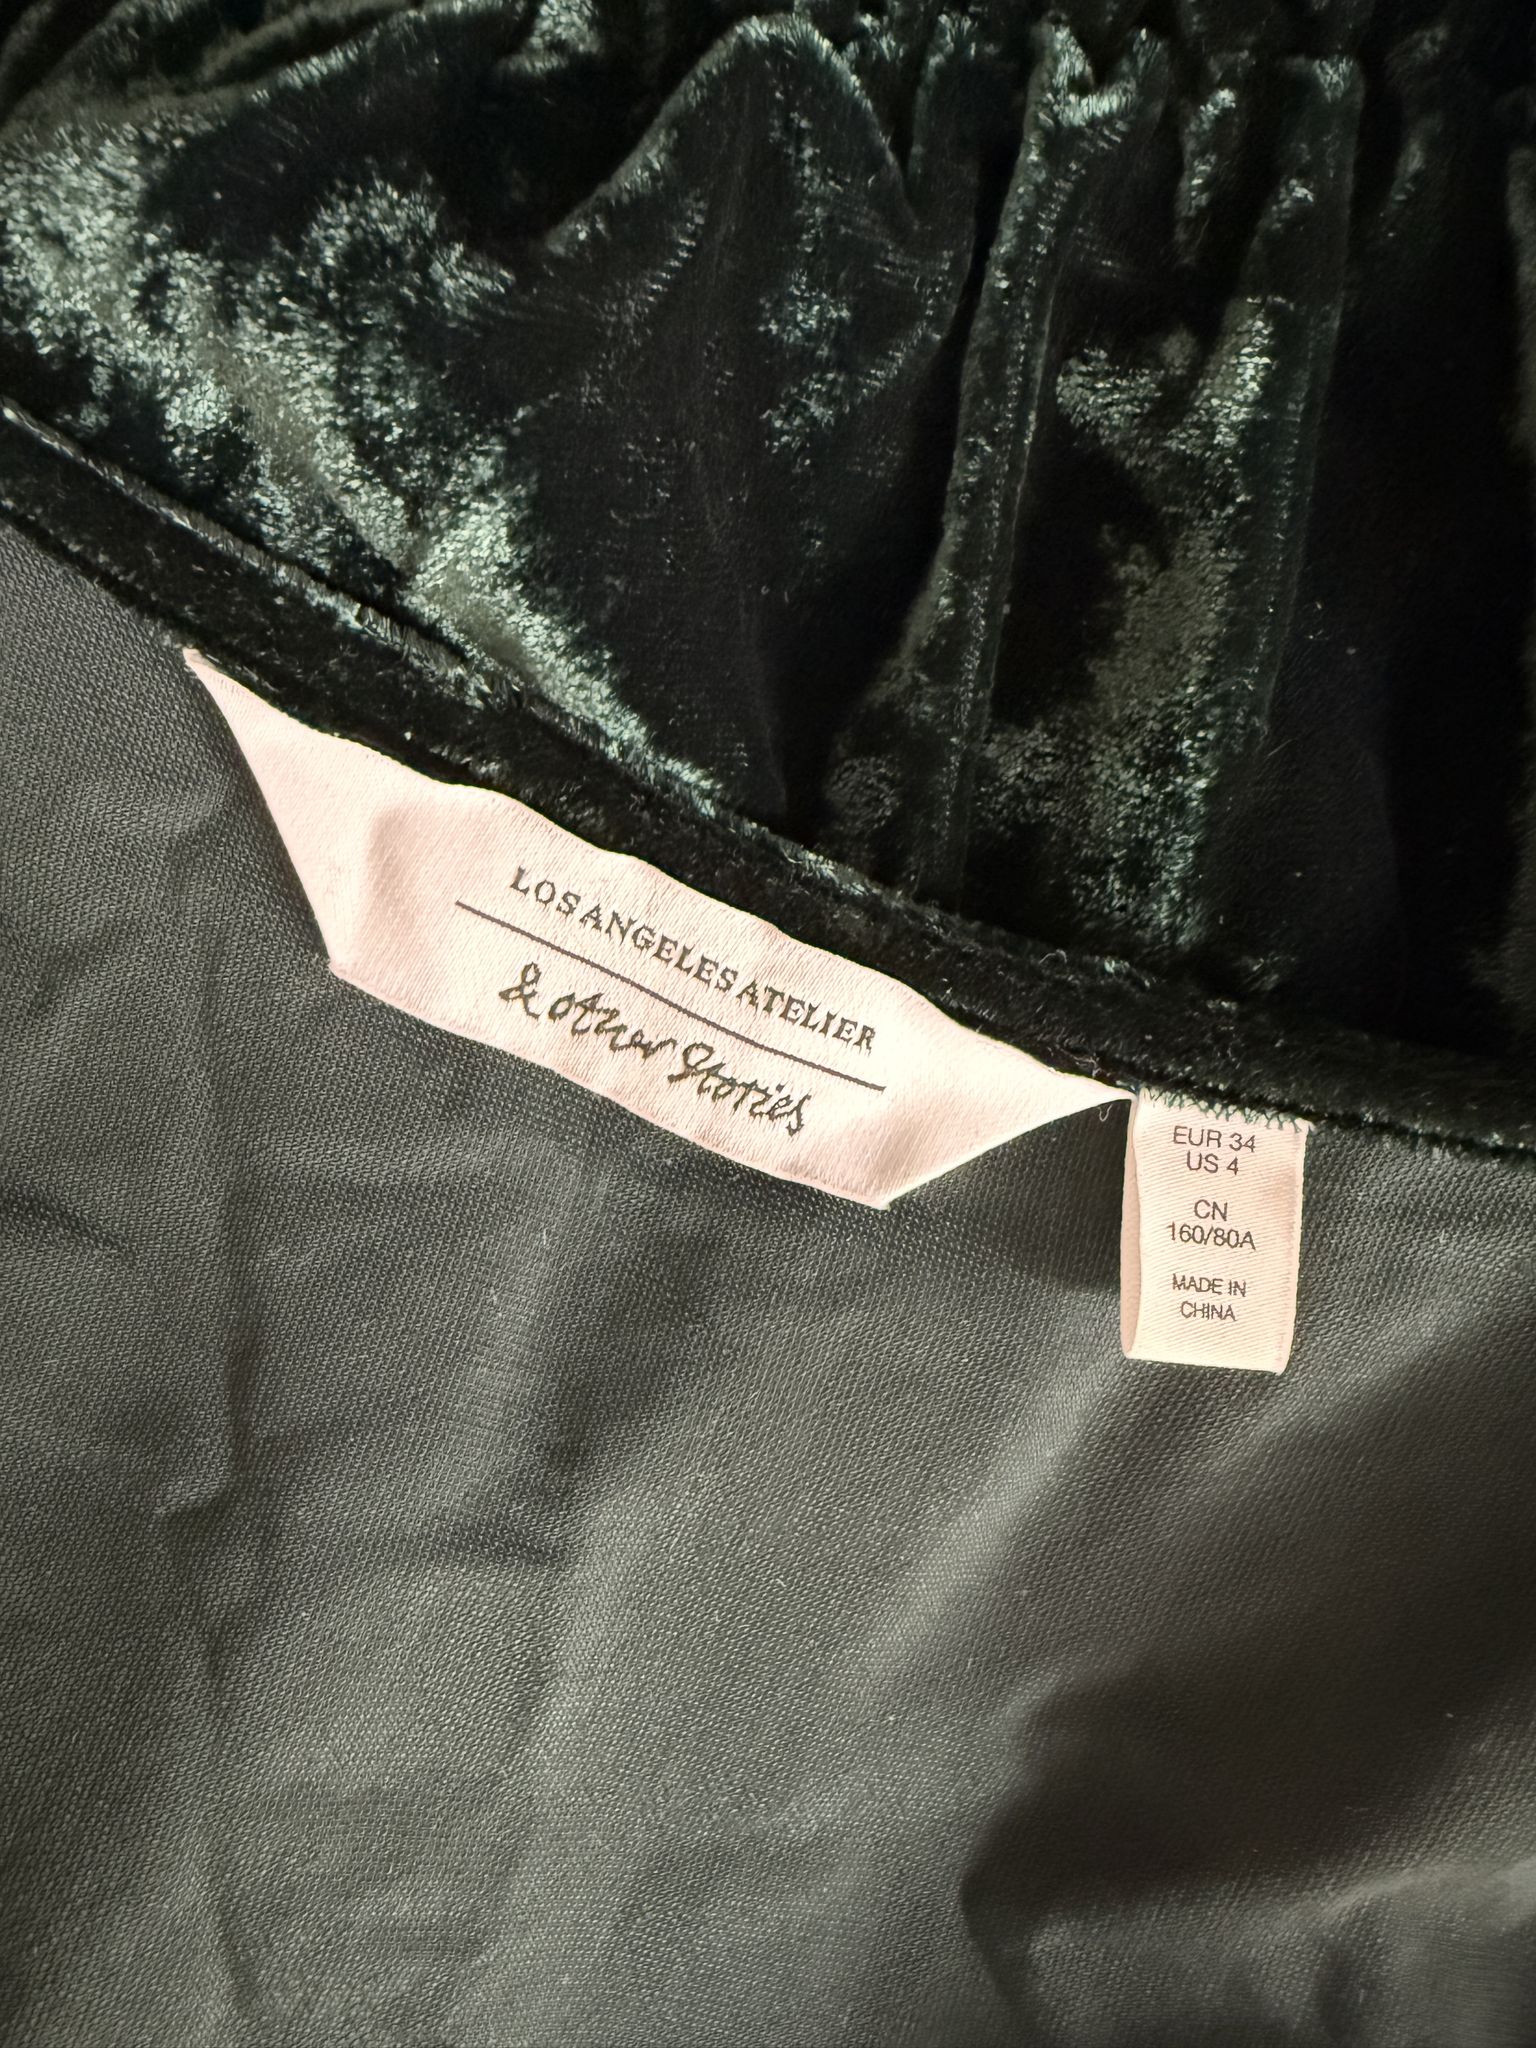 LOS ANGELES ATELIER
& other Stories
EUR 34
US 4
CN
160/80A
MADE IN
CHINA